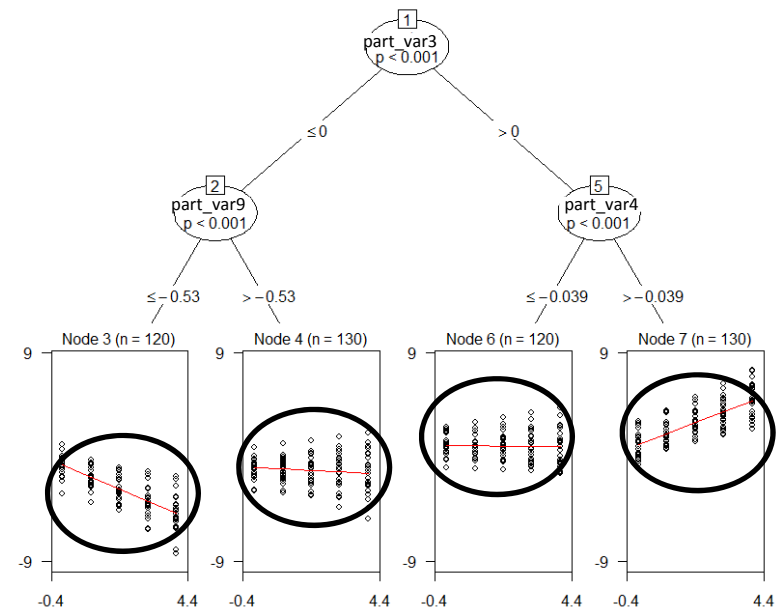 1
part_var3
p < 0.001
≤ 0
> 0
2
part_var9
p < 0.001
5
part_var4
p < 0.001
≤ −0.53
> −0.53
≤ −0.039
> −0.039
Node 3 (n = 120)
Node 4 (n = 130)
Node 6 (n = 120)
Node 7 (n = 130)
9
9
9
9
-9
-9
-9
-9
-0.4
4.4
-0.4
4.4
-0.4
4.4
-0.4
4.4